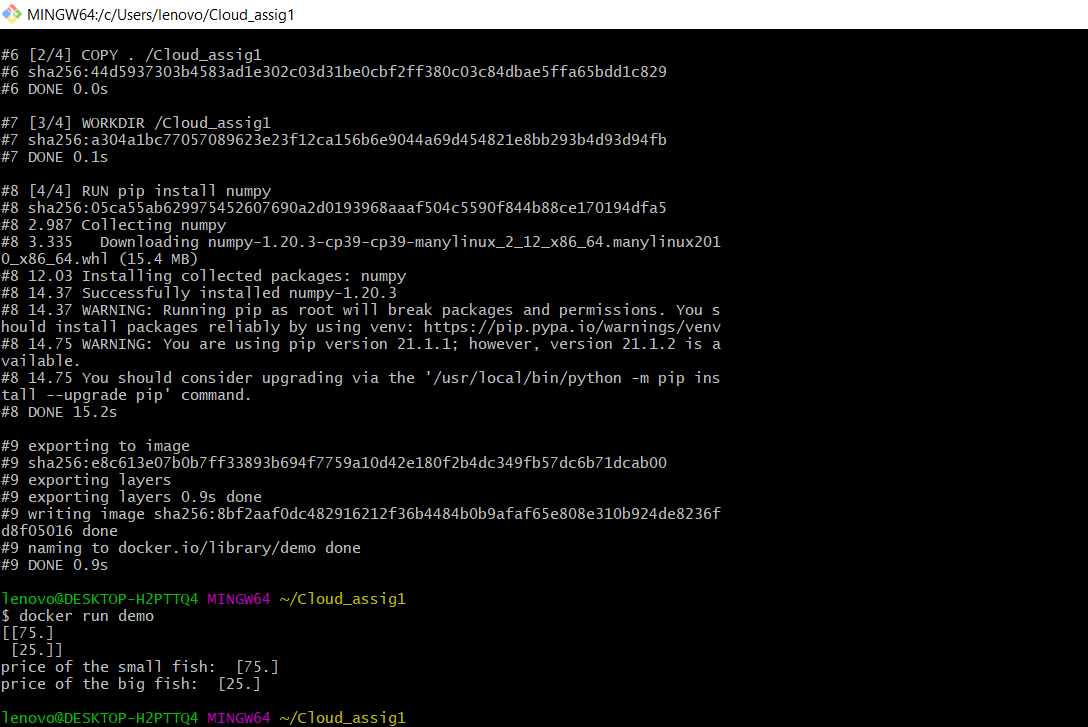 MINGW64:/c/Users/lenovo/Cloud_assig1
#6 [2/4] COPY . /Cloud_assig1
#6 sha256:44d5937303b4583ad1e302c03d31be0cbf2ff380c03c84dbae5ffa65bdd1c829
#6 DONE 0.0s
#7 [3/4] WORKDIR /Cloud_assig1
#7 sha256:a304a1bc77057089623e23f12ca156b6e9044a69d454821e8bb293b4d93d94fb
#7 DONE 0.1s
#8 [4/4] RUN pip install numpy
#8 sha256:05ca55ab629975452607690a2d0193968aaaf504c5590f844b88ce170194dfa5
#8 2.987 Collecting numpy
#8 3.335   Downloading numpy-1.20.3-cp39-cp39-manylinux_2_12_x86_64.manylinux201
0_x86_64.whl (15.4 MB)
#8 12.03 Installing collected packages: numpy
#8 14.37 Successfully installed numpy-1.20.3
#8 14.37 WARNING: Running pip as root will break packages and permissions. You s
hould install packages reliably by using venv: https://pip.pypa.io/warnings/venv
#8 14.75 WARNING: You are using pip version 21.1.1; however, version 21.1.2 is a
vailable.
#8 14.75 You should consider upgrading via the '/usr/local/bin/python -m pip ins
tall --upgrade pip' command.
#8 DONE 15.2s
#9 exporting to image
#9 sha256:e8c613e07b0b7ff33893b694f7759a10d42e180f2b4dc349fb57dc6b71dcab00
#9 exporting layers
#9 exporting layers 0.9s done
#9 writing image sha256:8bf2aaf0dc482916212f36b4484b0b9afaf65e808e310b924de8236f
d8f05016 done
#9 naming to docker.io/library/demo done
#9 DONE 0.9s
lenovo@DESKTOP-H2PTTQ4 MINGW64 ~/Cloud_assig1
$ docker run demo
[[75.]
 [25.]]
price of the small fish:  [75.]
price of the big fish:  [25.]
lenovo@DESKTOP-H2PTTQ4 MINGW64 ~/Cloud_assig1